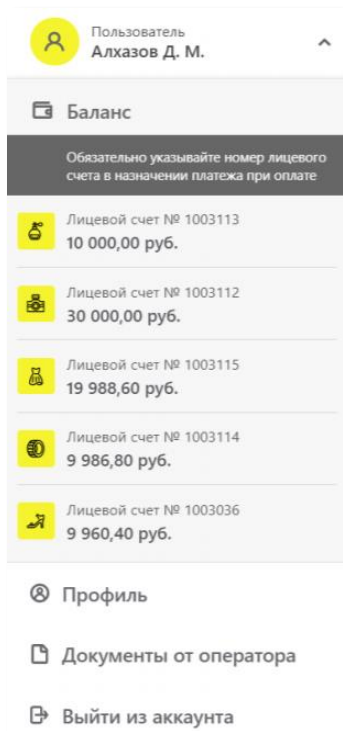 Пользователь
Алхазов Д. М.
Баланс
Обязательно указывайте номер лицевого
счета в назначении платежа при оплате
Лицевой счет № 1003113
10 000,00 руб.
Лицевой счет № 1003112
30 000,00 руб.
Лицевой счет № 1003115
19 988,60 руб.
Лицевой счет № 1003114
9 986,80 руб.
Лицевой счет № 1003036
9 960,40 руб.
Профиль
Документы от оператора
Выйти из аккаунта